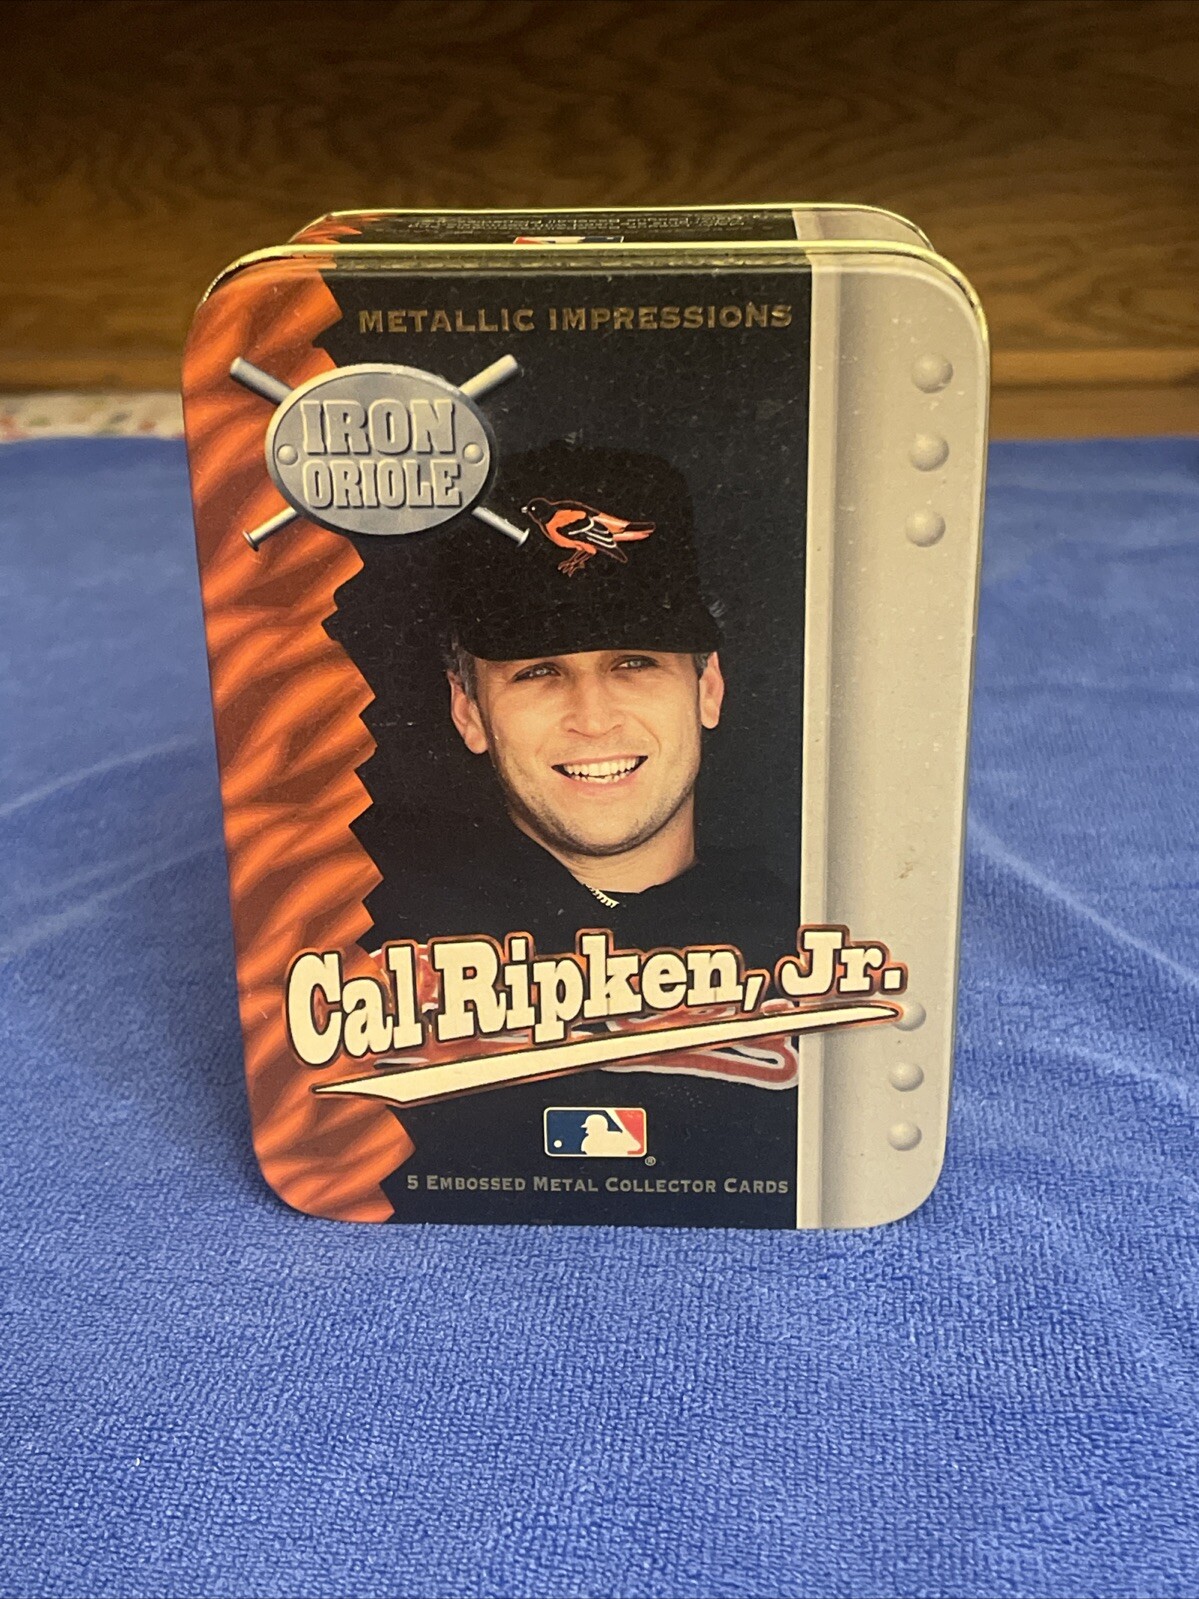 METALLIC IMPRESSIONS
IRON
ORIOLE
Cal Ripken, Jr.
®
5 EMBOSSED METAL COLLECTOR CARDS